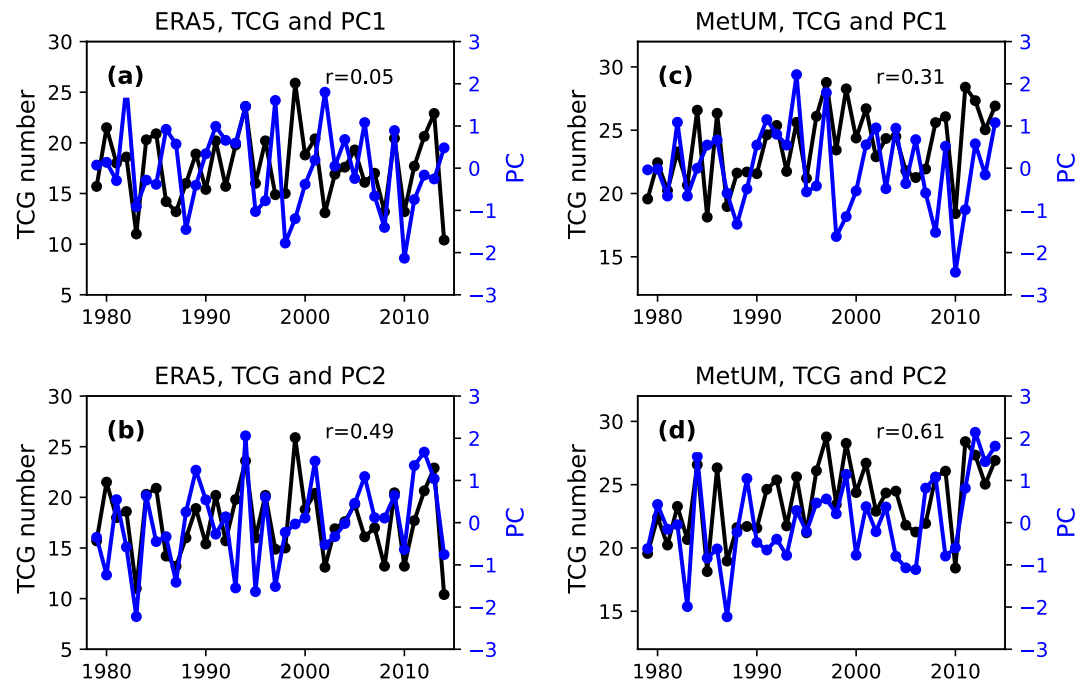 ERA5, TCG and PC1
(a)
r=0.05
TCG number
PC
30
25
20
15
10
5
3
2
1
0
−1
−2
−3
1980 1990 2000 2010
MetUM, TCG and PC1
(c)
r=0.31
TCG number
PC
30
25
20
15
3
2
1
0
−1
−2
−3
1980 1990 2000 2010
ERA5, TCG and PC2
(b)
r=0.49
TCG number
PC
30
25
20
15
10
5
3
2
1
0
−1
−2
−3
1980 1990 2000 2010
MetUM, TCG and PC2
(d)
r=0.61
TCG number
PC
30
25
20
15
3
2
1
0
−1
−2
−3
1980 1990 2000 2010